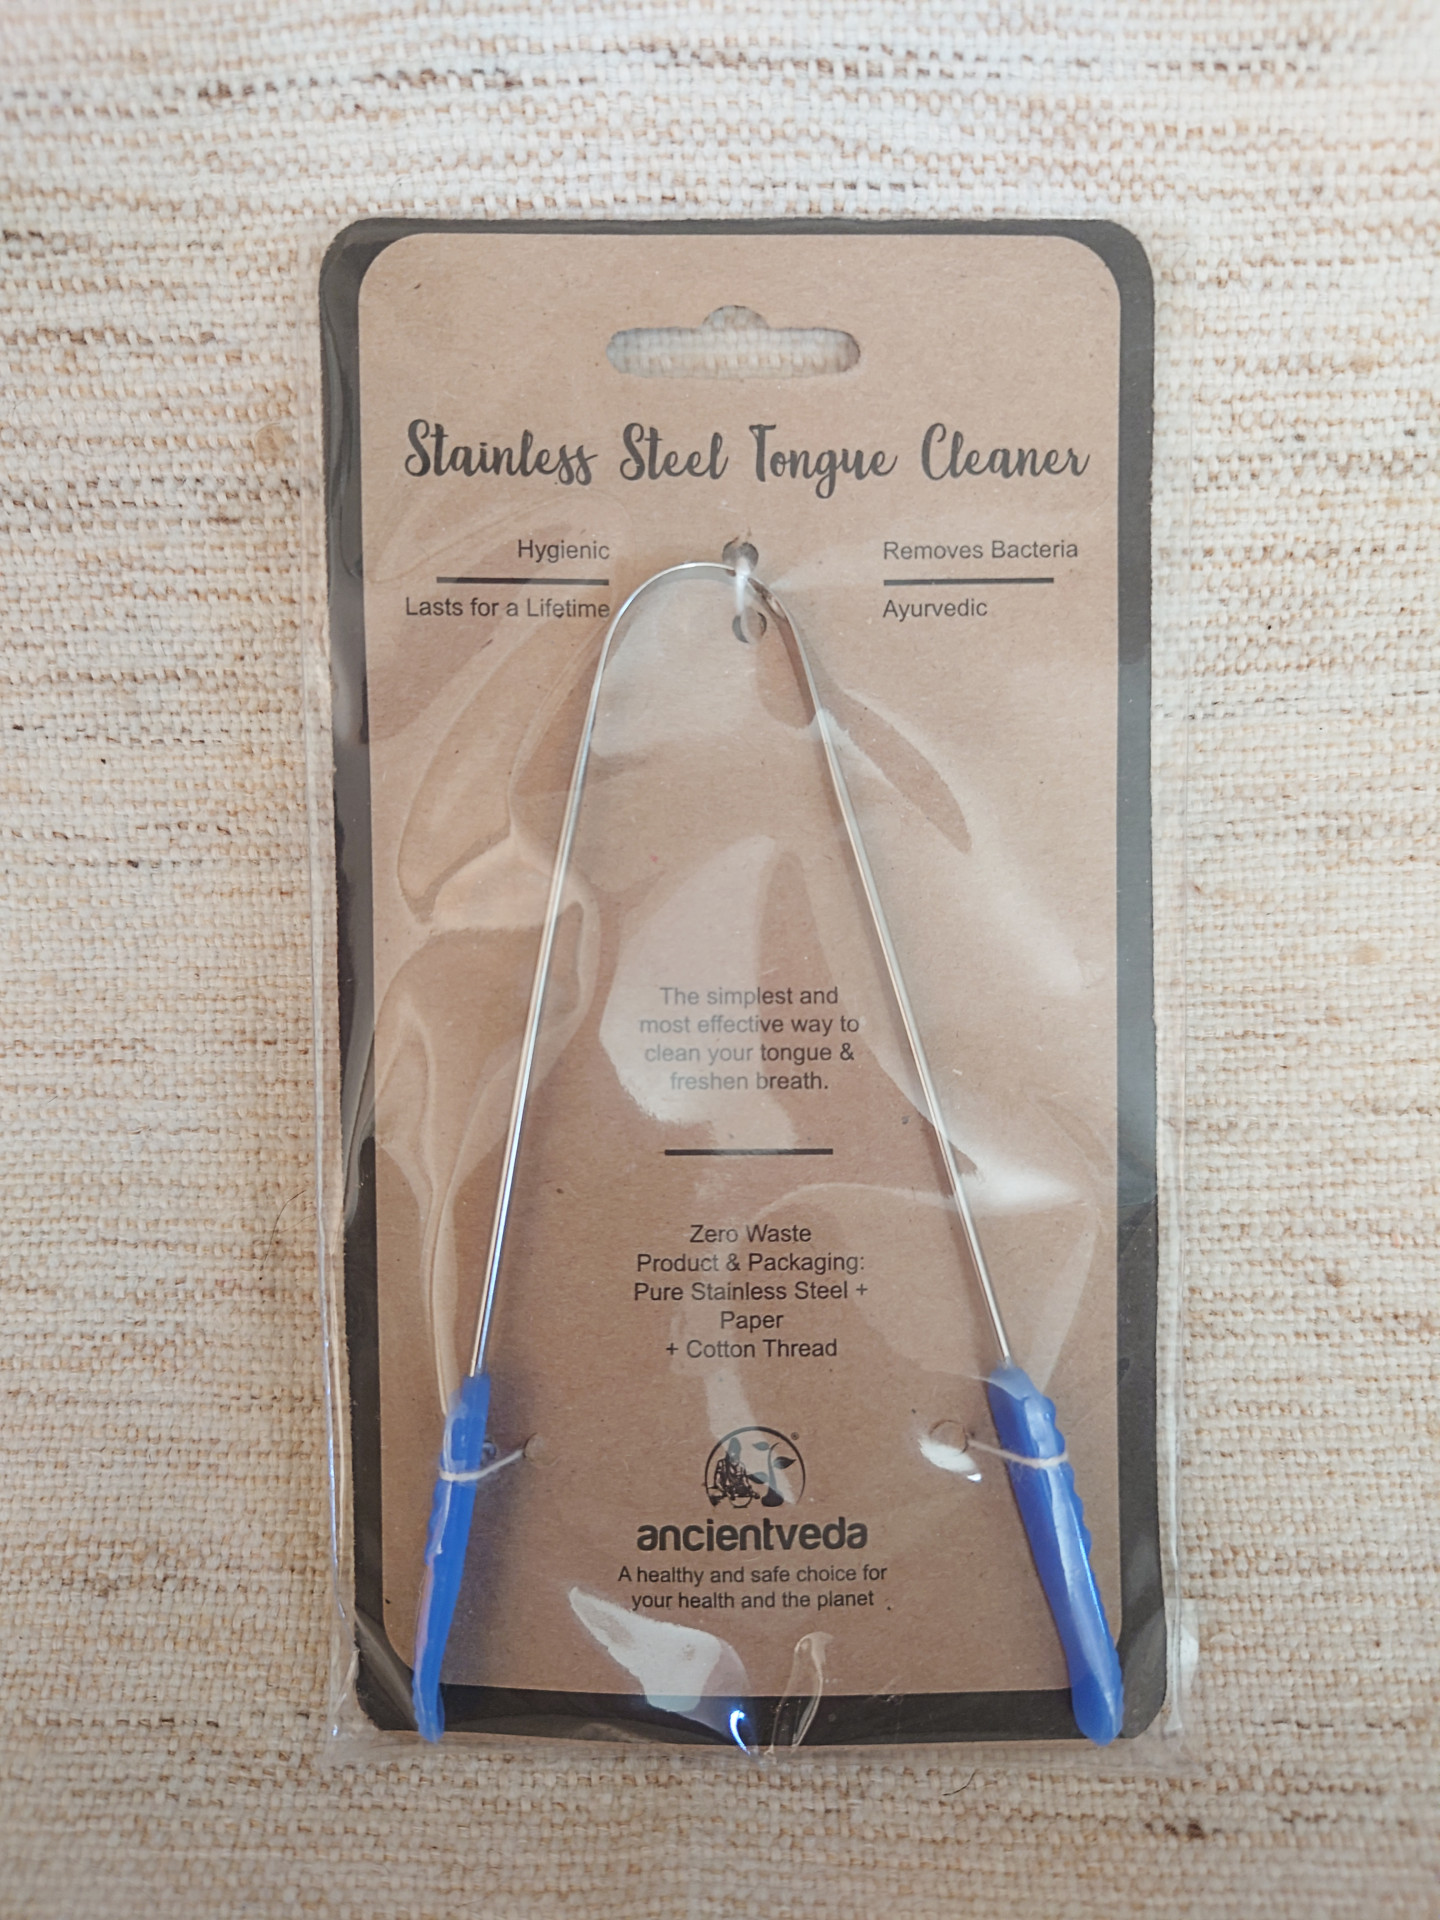 Stainless Steel Tongue Cleaner
Hygienic
Lasts for a Lifetime
Removes Bacteria
Ayurvedic
The simplest and
most effective way to
clean your tongue &
freshen breath.
Zero Waste
Product & Packaging:
Pure Stainless Steel +
Paper
+ Cotton Thread
®
ancientveda
A healthy and safe choice for
your health and the planet .